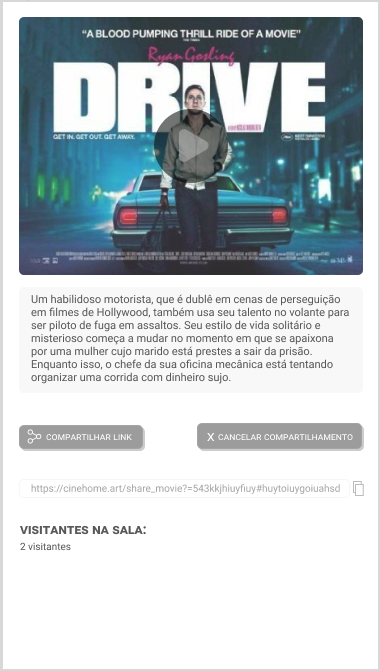 "A BLOOD PUMPING THRILL RIDE OF A MOVIE"
THE TIMES
Ryan Gosling
DRIVE
GET IN. GET OUT. GET AWAY.
Um habilidoso motorista, que é dublê em cenas de perseguição
em filmes de Hollywood, também usa seu talento no volante para
ser piloto de fuga em assaltos. Seu estilo de vida solitário e
misterioso começa a mudar no momento em que se apaixona
por uma mulher cujo marido está prestes a sair da prisão.
Enquanto isso, o chefe da sua oficina mecânica está tentando
organizar uma corrida com dinheiro sujo.
COMPARTILHAR LINK
X CANCELAR COMPARTILHAMENTO
https://cinehome.art/share_movie?=543kkjhiuyfiuy#huytoiuygoiuahsd
VISITANTES NA SALA:
2 visitantes